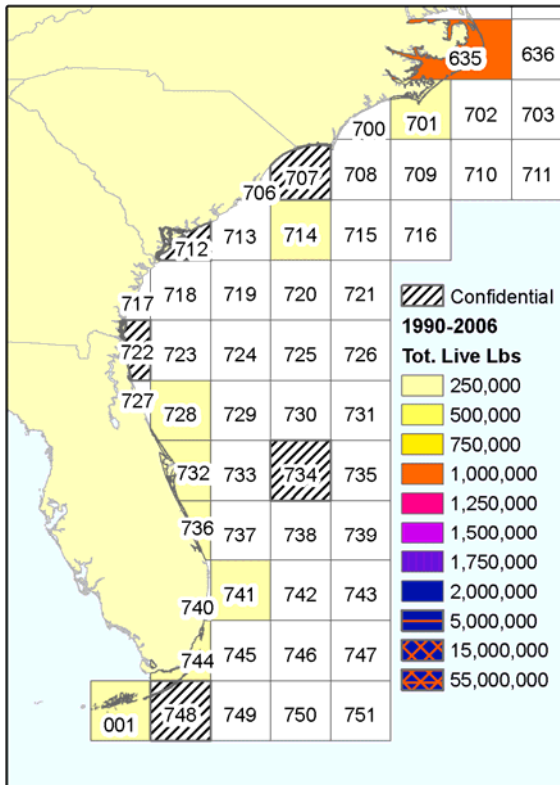 635 636
700 701 702 703
706 707 708 709 710 711
712 713 714 715 716
717 718 719 720 721
722 723 724 725 726
727 728 729 730 731
732 733 734 735
736 737 738 739
740 741 742 743
744 745 746 747
001 748 749 750 751
Confidential
1990-2006
Tot. Live Lbs
250,000
500,000
750,000
1,000,000
1,250,000
1,500,000
1,750,000
2,000,000
5,000,000
15,000,000
55,000,000